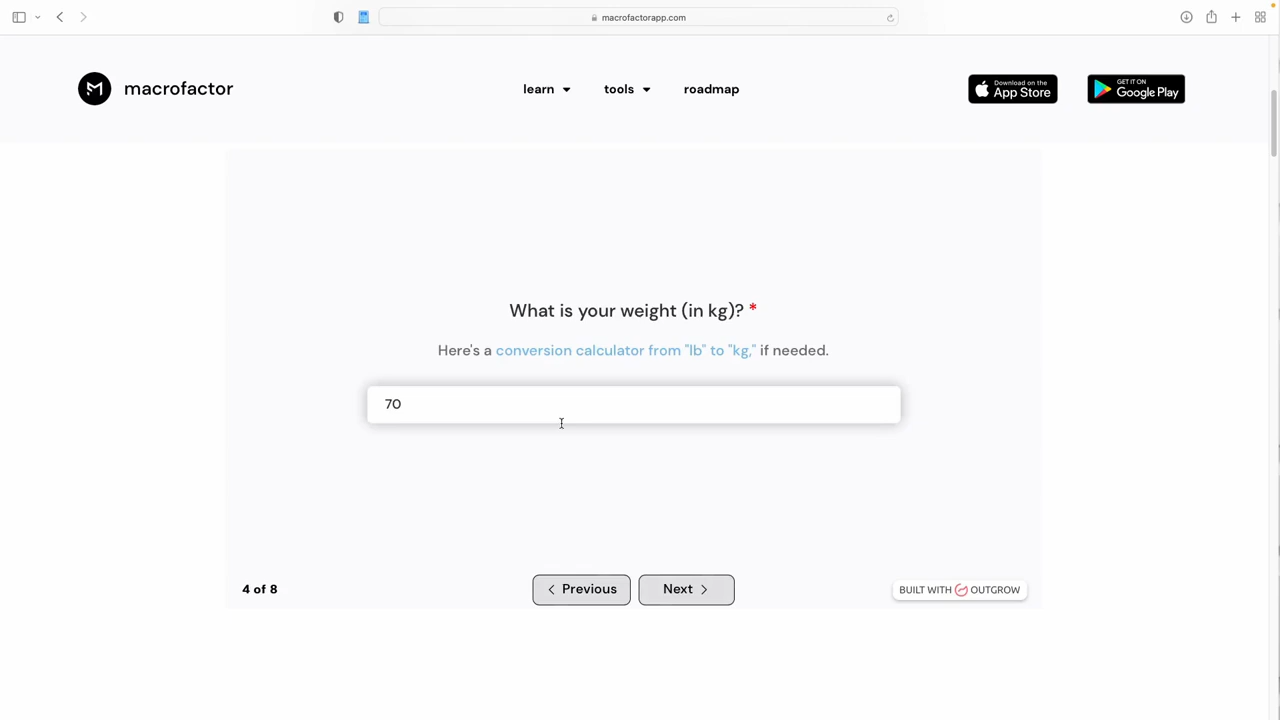 macrofactorapp.com
macrofactor
learn
tools
roadmap
Download on the
App Store
GET IT ON
Google Play
What is your weight (in kg)? *
Here's a conversion calculator from "lb" to "kg," if needed.
70
4 of 8
Previous
Next
BUILT WITH OUTGROW